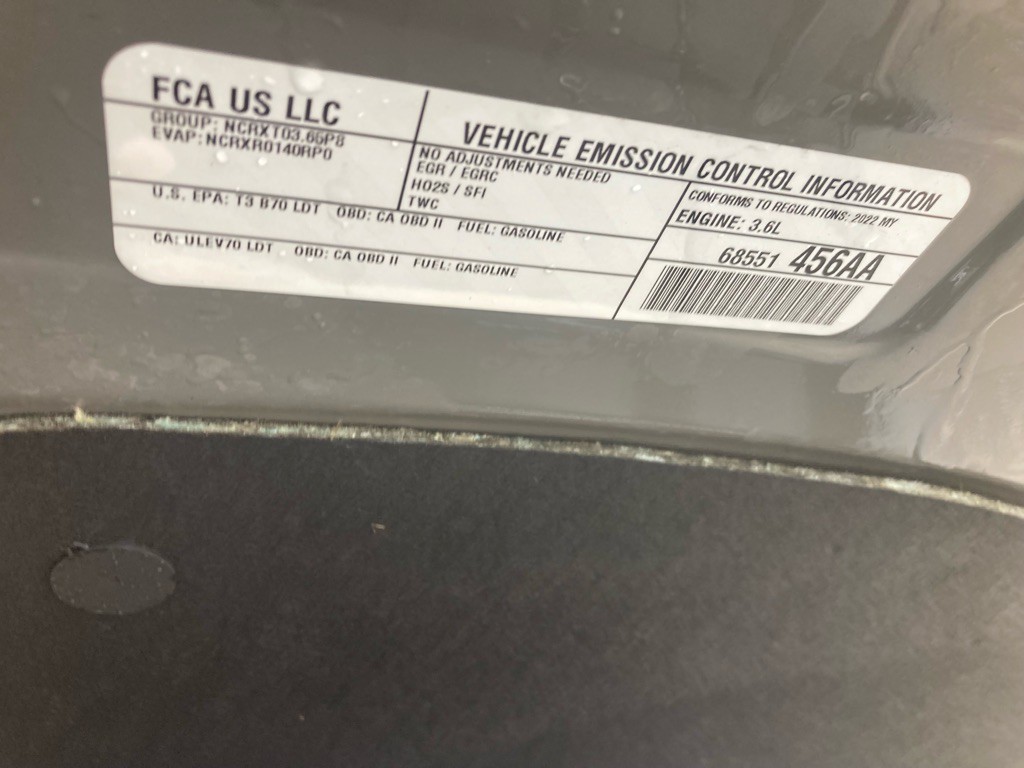 FCA US LLC
GROUP: NCRXT03.65P8
EVAP: NCRXR0140RP0
VEHICLE EMISSION CONTROL INFORMATION
NO ADJUSTMENTS NEEDED
EGR / EGRC
HO2S / SFI
TWC
CONFORMS TO REGULATIONS: 2022 MY
ENGINE: 3.6L
U.S. EPA: T3 B70 LDT OBD: CA OBD II FUEL: GASOLINE
CA: ULEV70 LDT OBD: CA OBD II FUEL: GASOLINE
68551 456AA